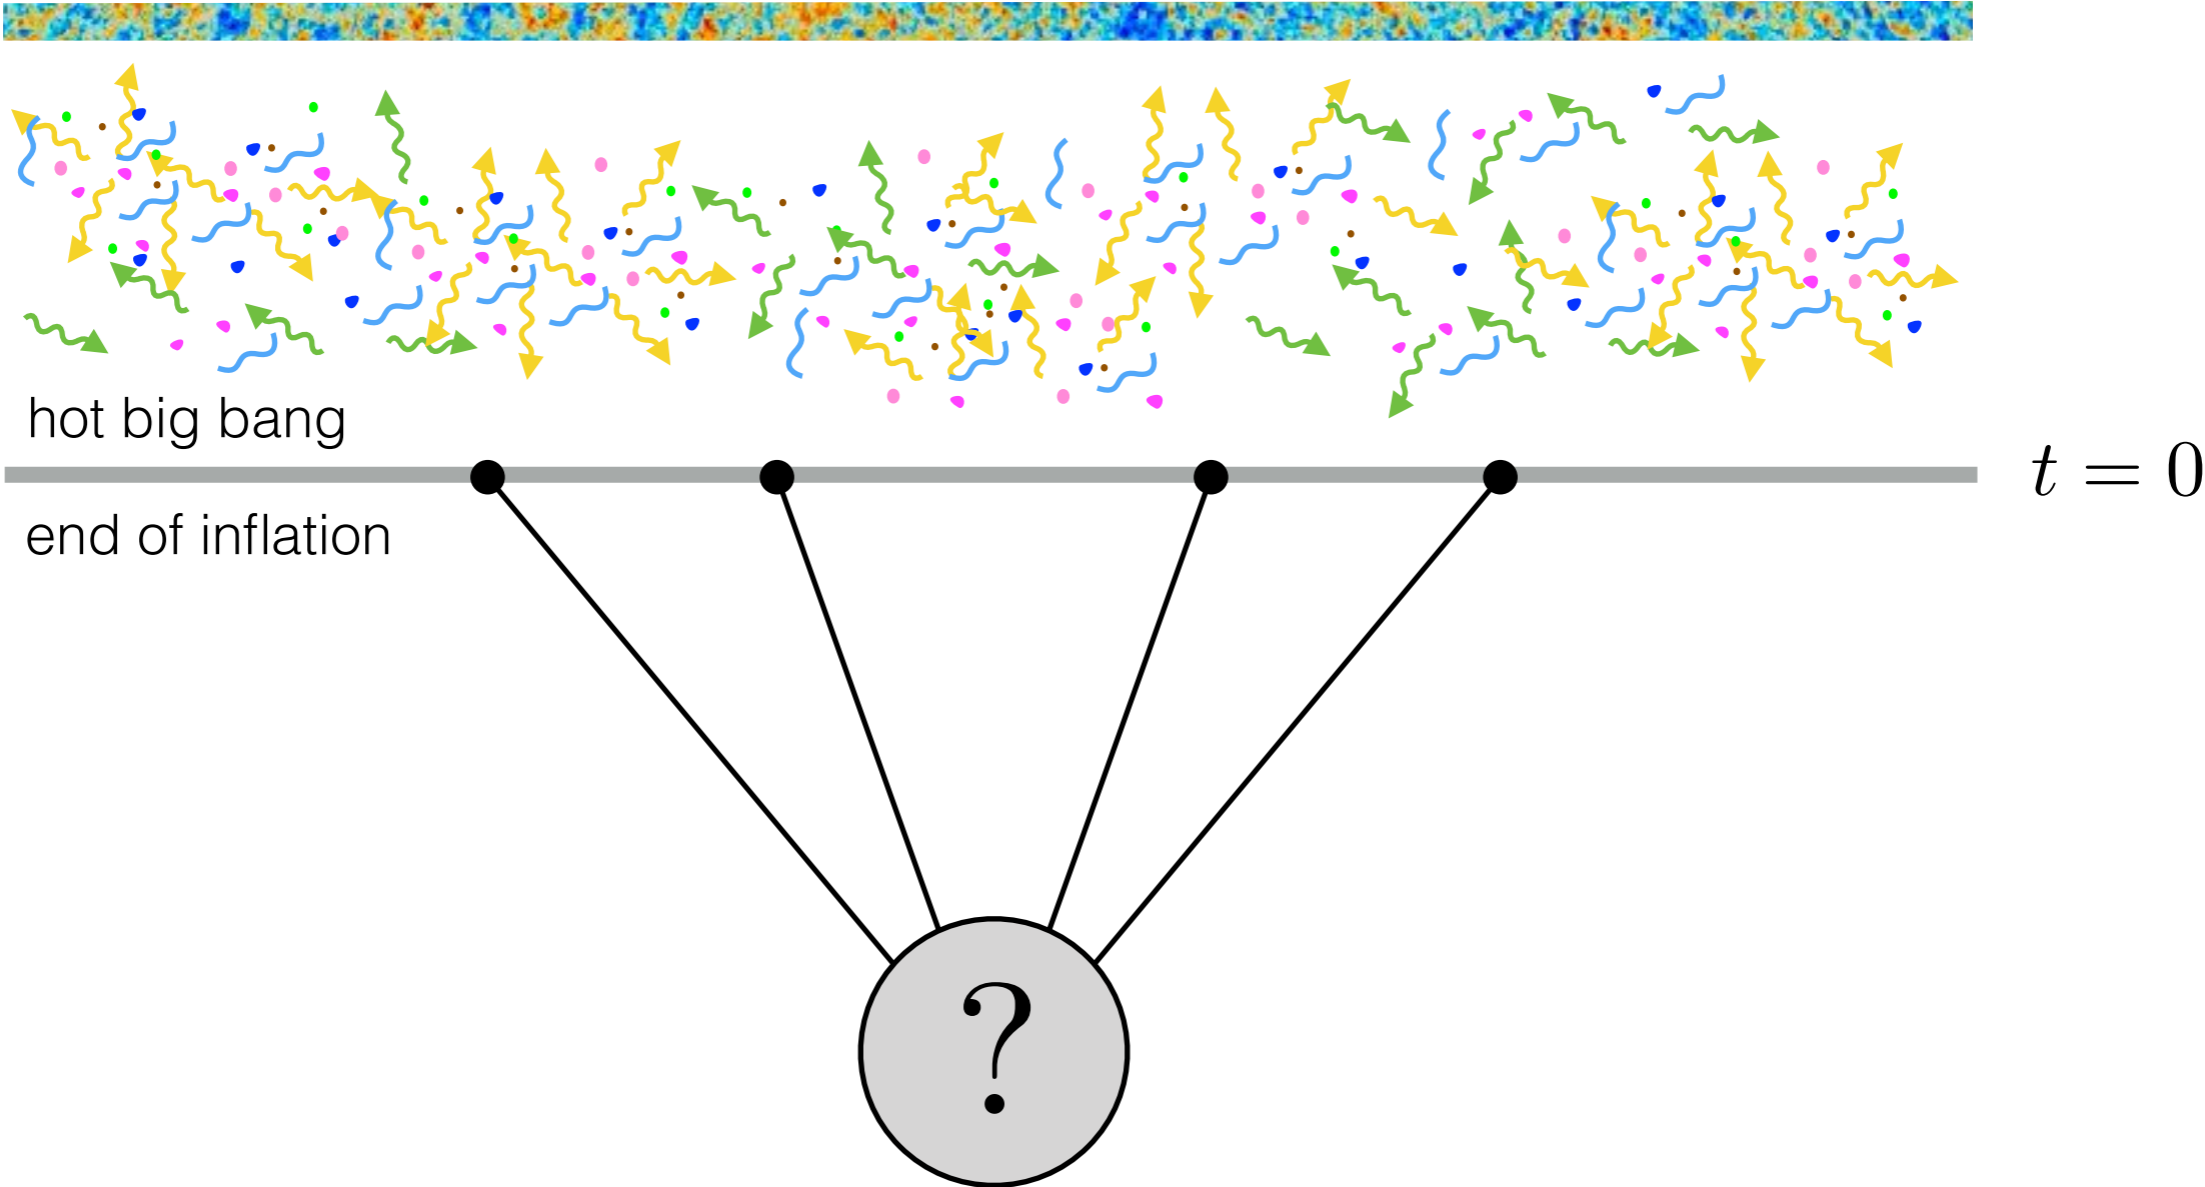 hot big bang
t = 0
end of inflation
?